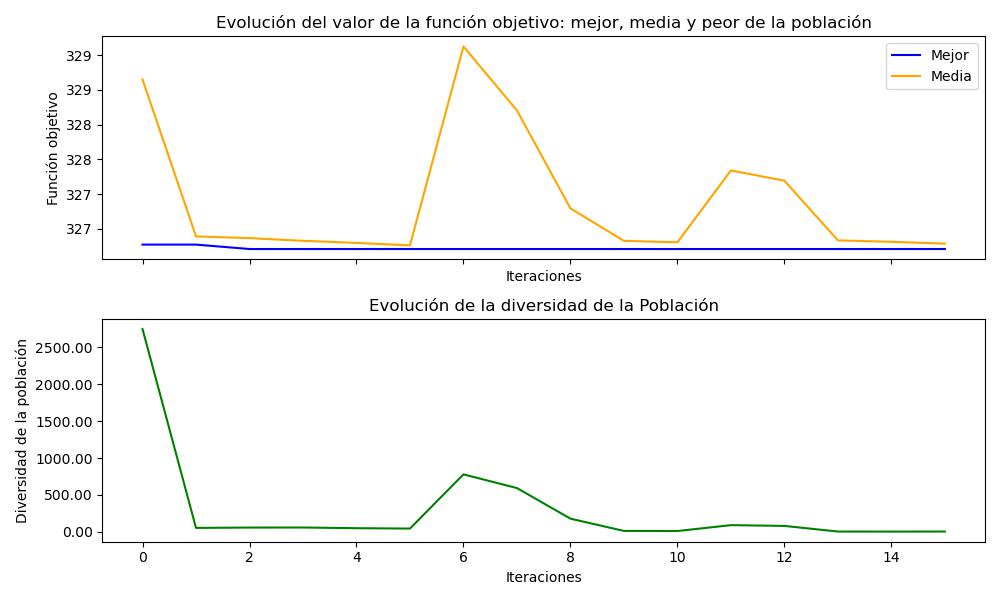 Evolución del valor de la función objetivo: mejor, media y peor de la población
Función objetivo
329
329
328
328
327
327
Mejor
Media
Iteraciones
Evolución de la diversidad de la Población
Diversidad de la población
2500.00
2000.00
1500.00
1000.00
500.00
0.00
0 2 4 6 8 10 12 14
Iteraciones